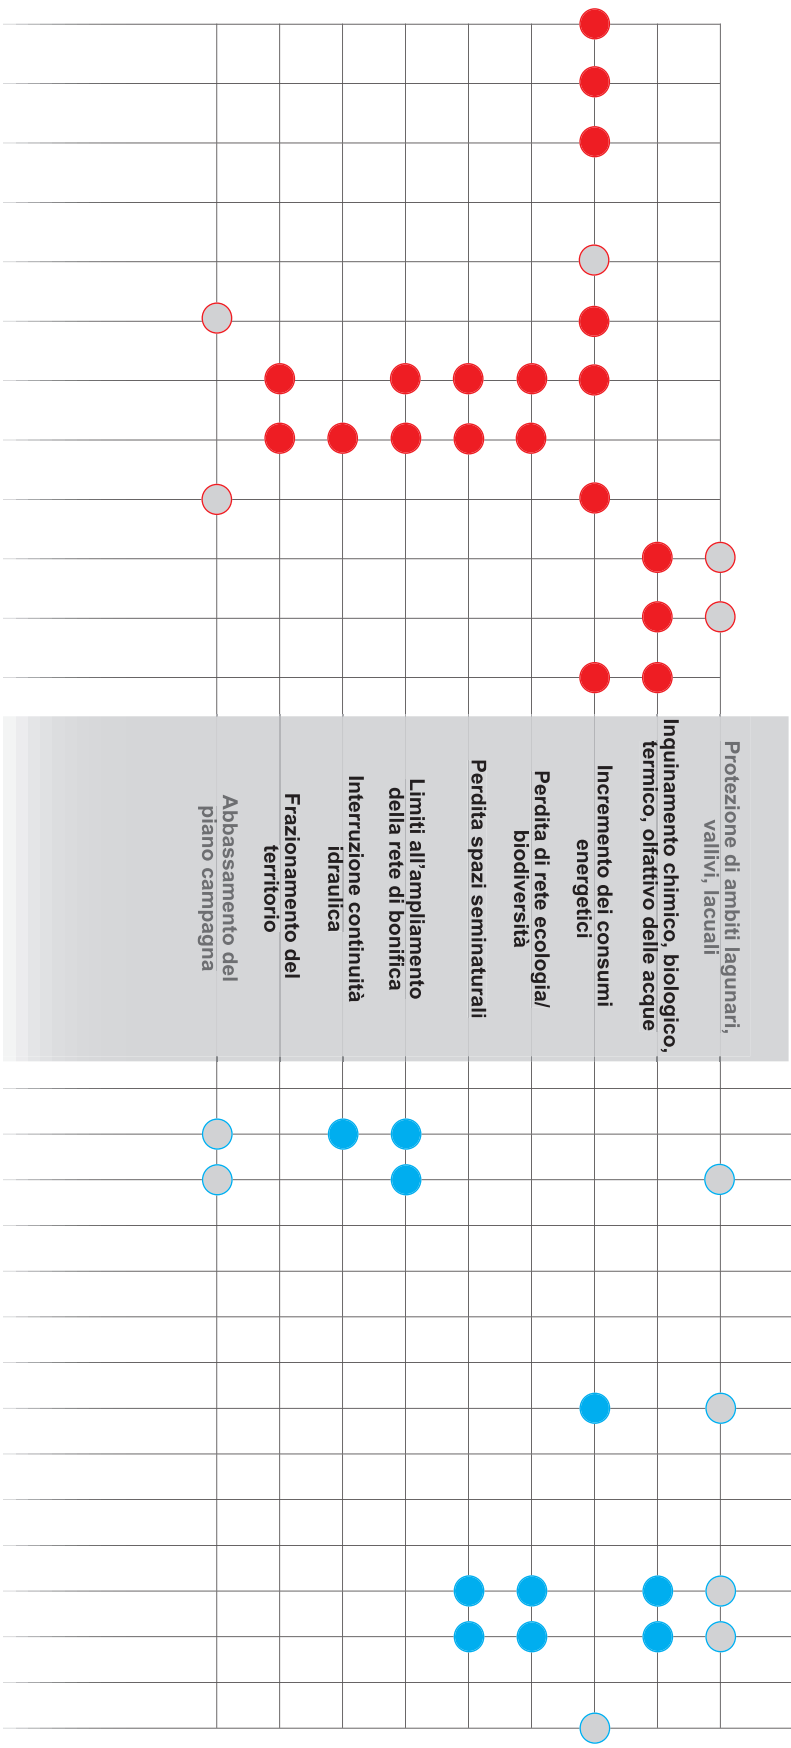 Protezione di ambiti lagunari,
vallivi, lacuali
Inquinamento chimico, biologico,
termico, olfattivo delle acque
Incremento dei consumi
energetici
Perdita di rete ecologia/
biodiversità
Perdita spazi seminaturali
Limiti all’ampliamento
della rete di bonifica
Interruzione continuità
idraulica
Frazionamento del
territorio
Abbassamento del
piano campagna